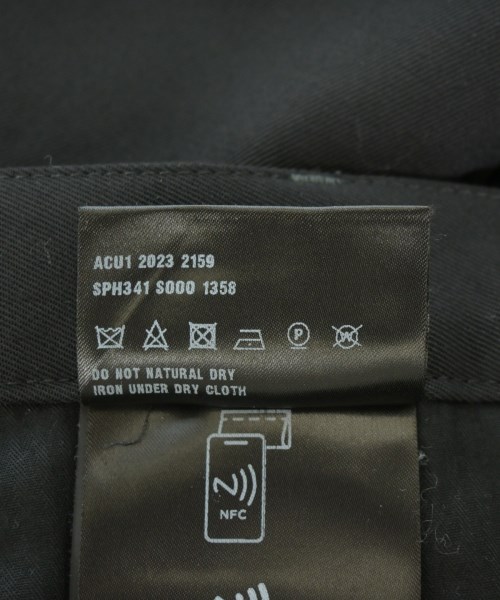 ACU1 2023 2159
SPH341 S000 1358
P W
DO NOT NATURAL DRY
IRON UNDER DRY CLOTH
NFC